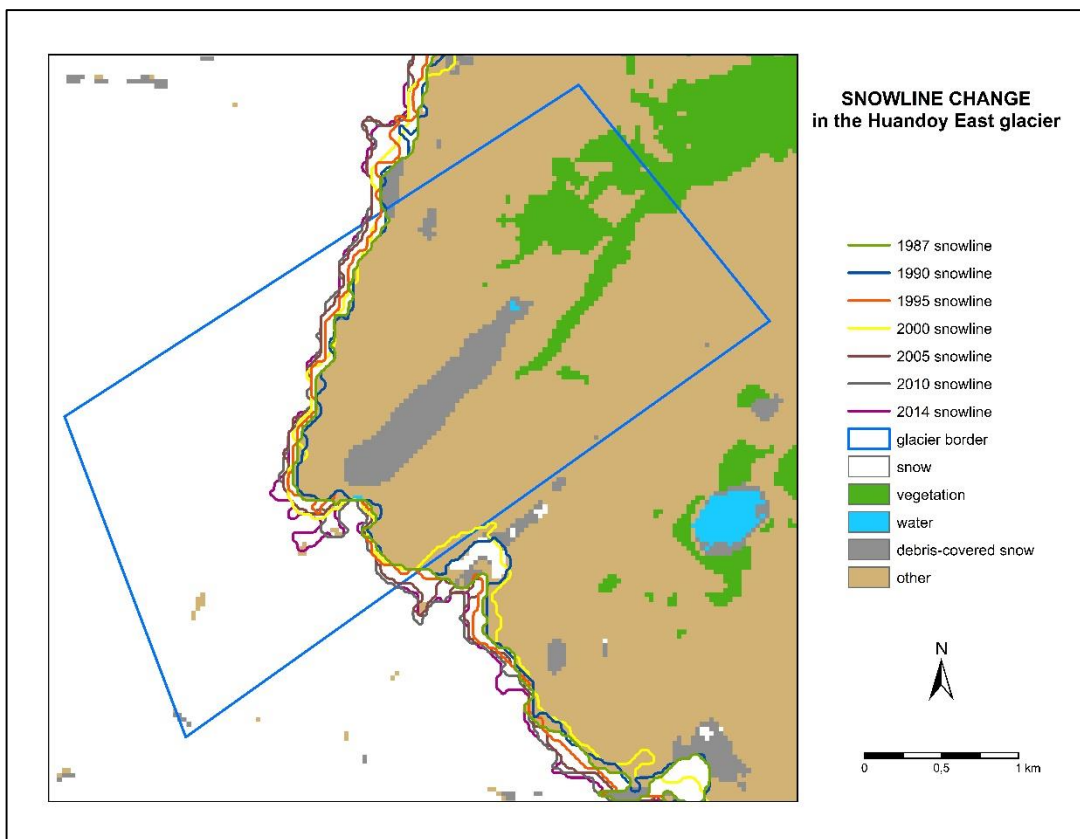 SNOWLINE CHANGE
in the Huandoy East glacier
1987 snowline
1990 snowline
1995 snowline
2000 snowline
2005 snowline
2010 snowline
2014 snowline
glacier border
snow
vegetation
water
debris-covered snow
other
N
0 0,5 1 km